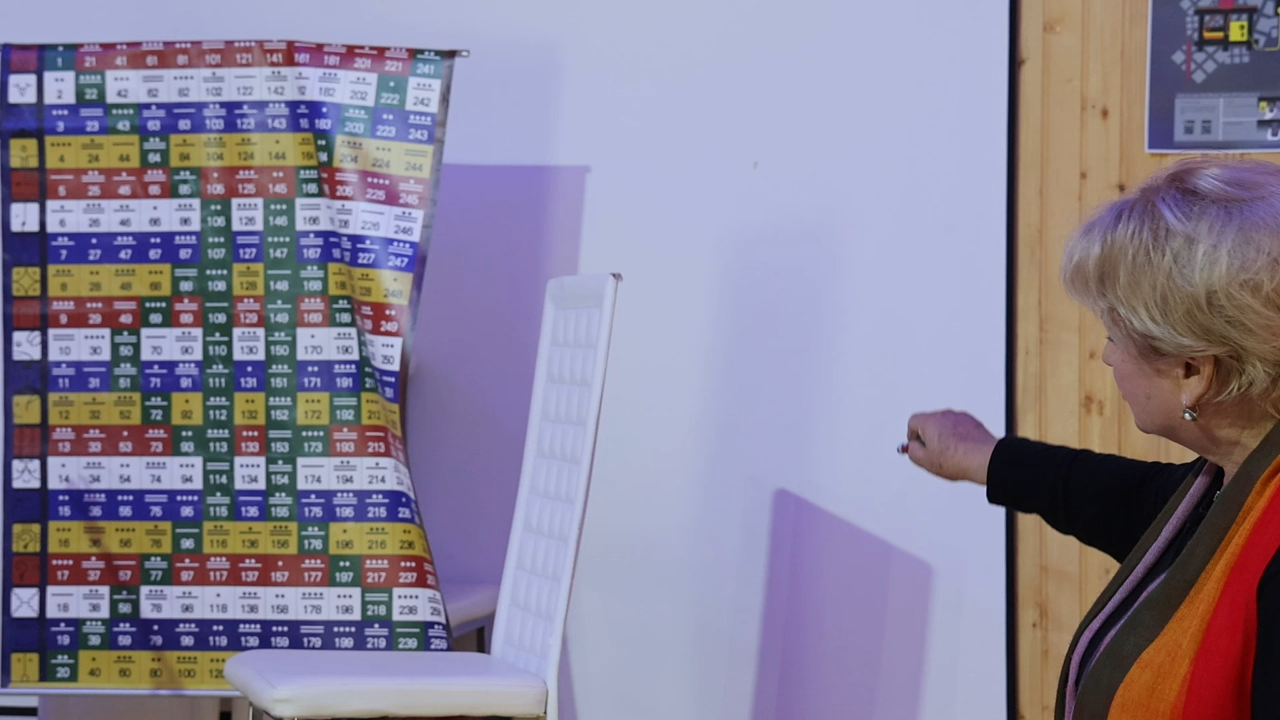 1 21 41 61 81 101 121 141 161 181 201 221 241
2 22 42 62 82 102 122 142 182 202 222 242
3 23 43 63 83 103 123 143 183 203 223 243
4 24 44 64 84 104 124 144 164 204 224 244
5 25 45 65 85 105 125 145 165 205 225 245
6 26 46 66 86 106 126 146 166 226 246
7 27 47 67 87 107 127 147 167 227 247
8 28 48 68 88 108 128 148 168 228 248
9 29 49 69 89 109 129 149 169 249
10 30 50 70 90 110 130 150 170 190 250
11 31 51 71 91 111 131 151 171 191
12 32 52 72 92 112 132 152 172 192 212
13 33 53 73 93 113 133 153 173 193 213
14 34 54 74 94 114 134 154 174 194 214
15 35 55 75 95 115 135 155 175 195 215
16 36 56 76 96 116 136 156 176 196 216 236
17 37 57 77 97 117 137 157 177 197 217 237
18 38 58 78 98 118 138 158 178 198 218 238
19 39 59 79 99 119 139 159 179 199 219 239 259
20 40 60 80 100 120